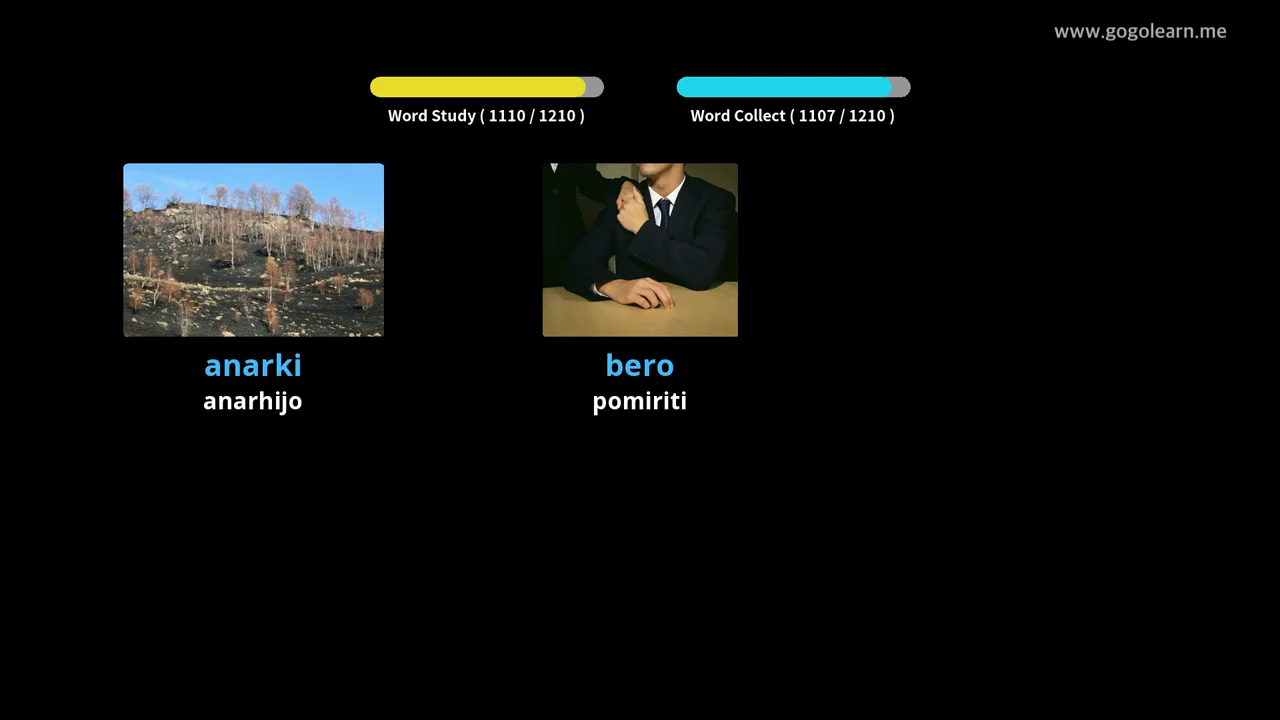 www.gogolearn.me
Word Study ( 1110 / 1210 )
Word Collect ( 1107 / 1210 )
anarki
anarhijo
bero
pomiriti